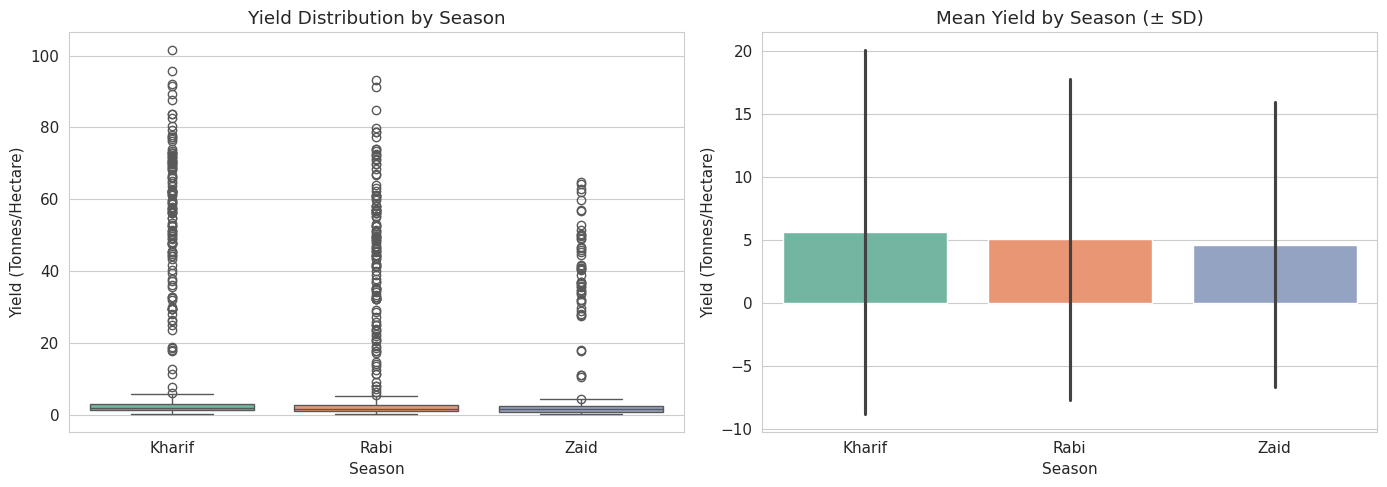 Yield Distribution by Season
Yield (Tonnes/Hectare)
100
80
60
40
20
0
Kharif Rabi Zaid
Season
Mean Yield by Season (± SD)
Yield (Tonnes/Hectare)
20
15
10
5
0
−5
−10
Kharif Rabi Zaid
Season